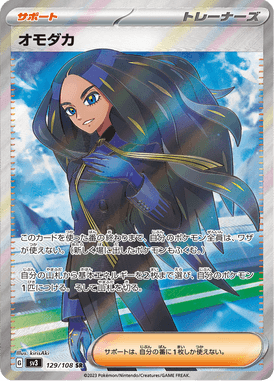 サポート
トレーナーズ
オモダカ
このカードを使った番の終わりまで、自分のポケモン全員は、ワザ
が使えない。(新しく場に出したポケモンもふくむ。)
自分の山札から基本エネルギーを2枚まで選び、自分のポケモン
1匹につける。そして山札を切る。
Illus. kirisAki
G sv3 129/108 SR
サポートは、自分の番に1枚しか使えない。
©2023 Pokémon/Nintendo/Creatures/GAME FREAK.